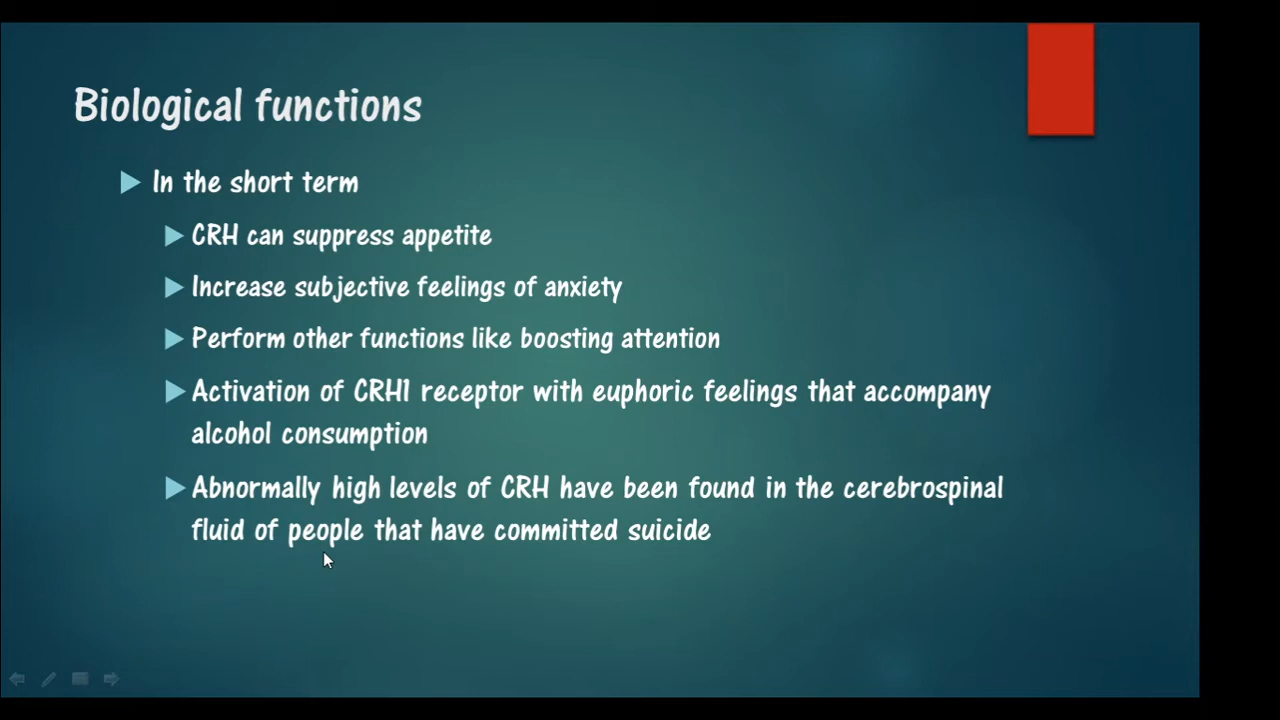 Biological functions
In the short term
CRH can suppress appetite
Increase subjective feelings of anxiety
Perform other functions like boosting attention
Activation of CRH1 receptor with euphoric feelings that accompany
alcohol consumption
Abnormally high levels of CRH have been found in the cerebrospinal
fluid of people that have committed suicide